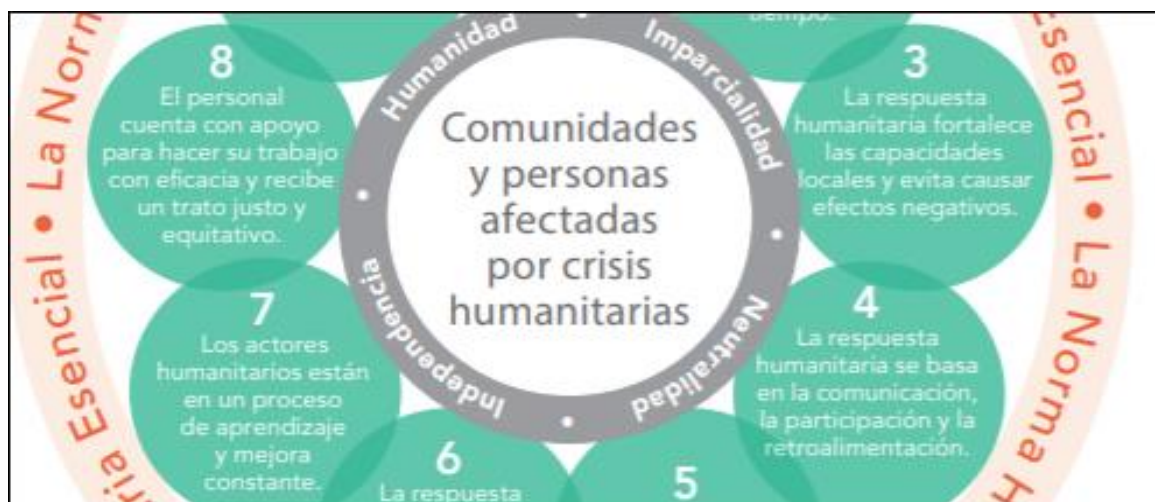 tiempo.
Humanidad
Imparcialidad
Neutralidad
Independencia
Comunidades
y personas
afectadas
por crisis
humanitarias
3
La respuesta
humanitaria fortalece
las capacidades
locales y evita causar
efectos negativos.
4
La respuesta
humanitaria se basa
en la comunicación,
la participación y la
retroalimentación.
5
6
La respuesta
7
Los actores
humanitarios están
en un proceso
de aprendizaje
y mejora
constante.
8
El personal
cuenta con apoyo
para hacer su trabajo
con eficacia y recibe
un trato justo y
equitativo.
ria Esencial • La Norm
Esencial • La Norma H